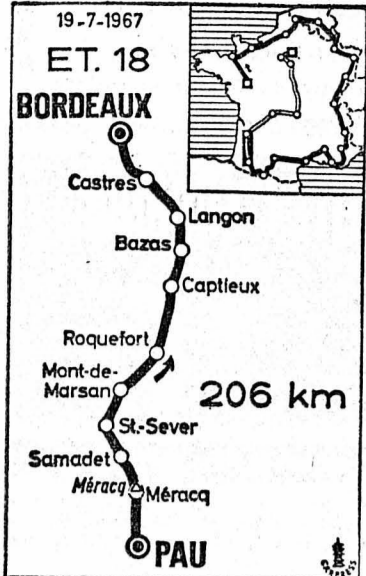 19-7-1967
ET. 18
BORDEAUX
Castres
Langon
Bazas
Captieux
Roquefort
Mont-de-
Marsan
206 km
St.-Sever
Samadet
Méracq Méracq
PAU